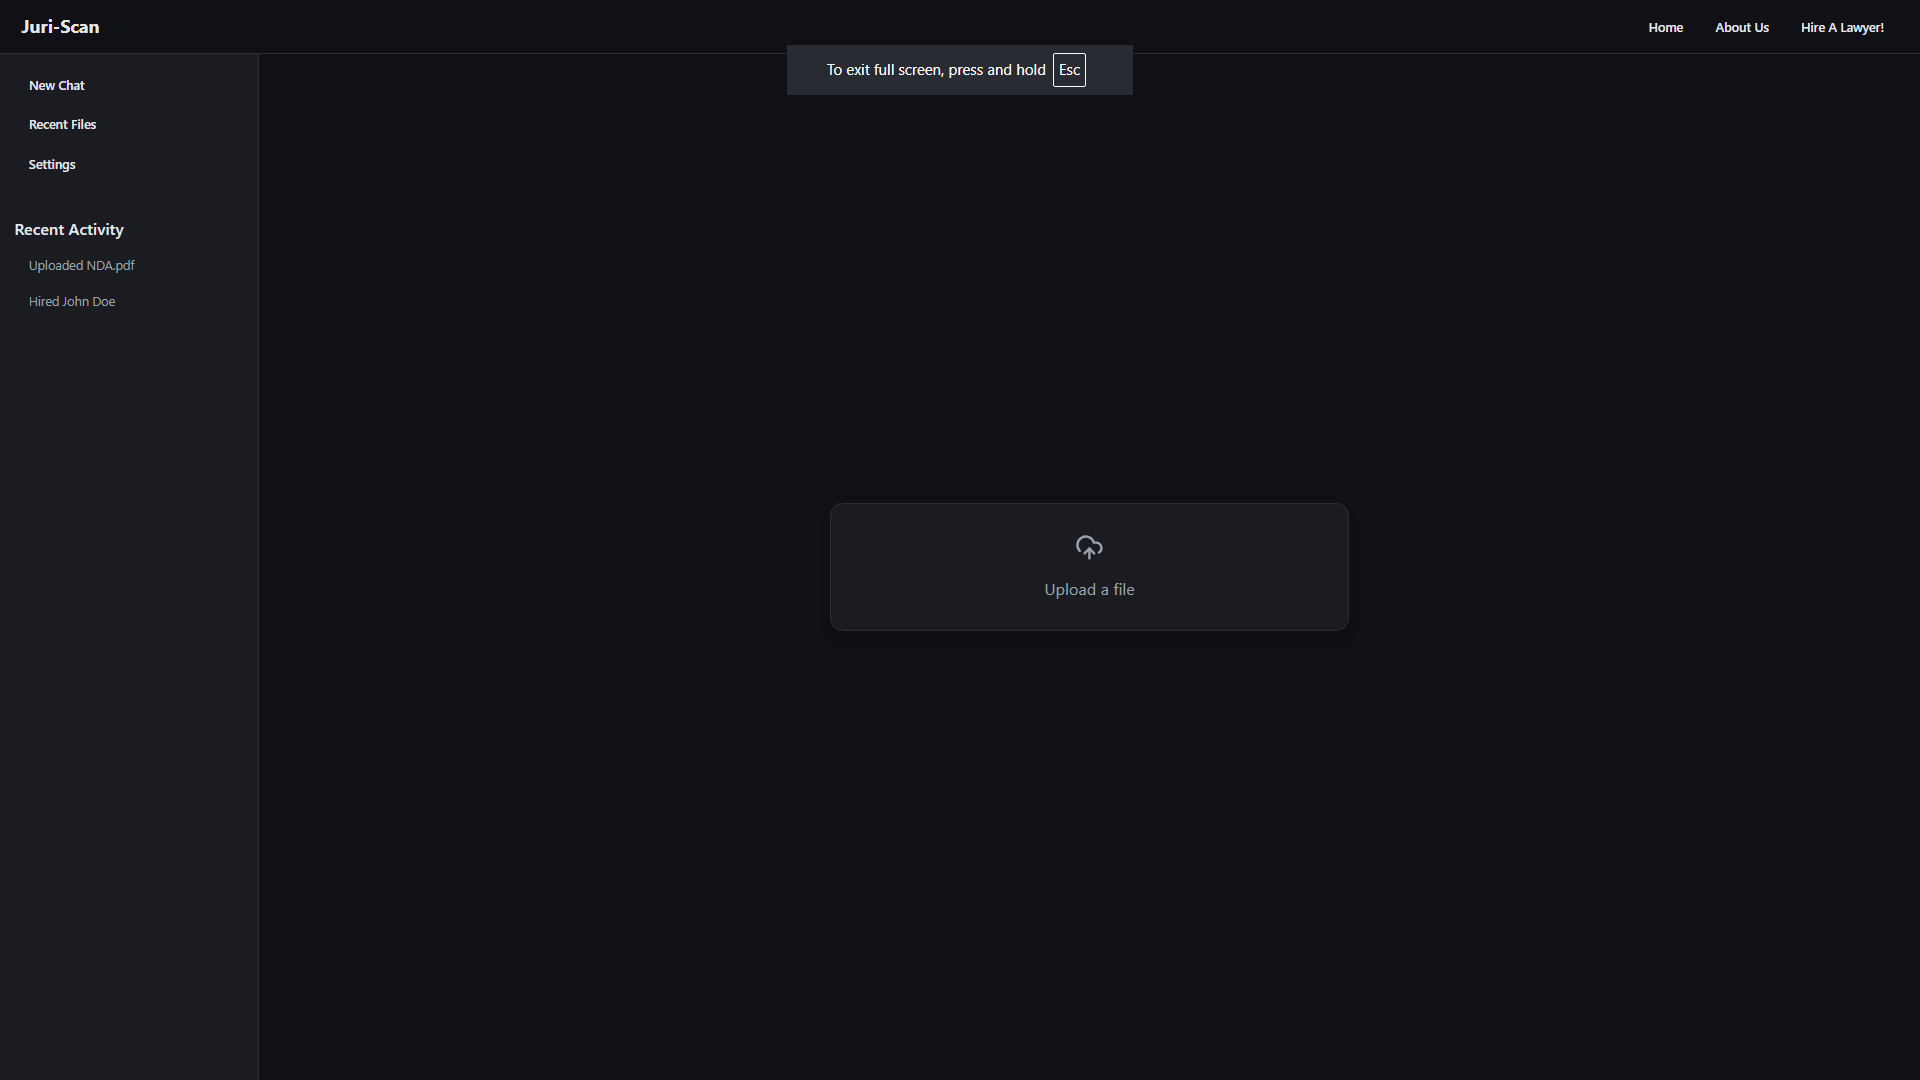 Juri-Scan
Home
About Us
Hire A Lawyer!
To exit full screen, press and hold Esc
New Chat
Recent Files
Settings
Recent Activity
Uploaded NDA.pdf
Hired John Doe
Upload a file